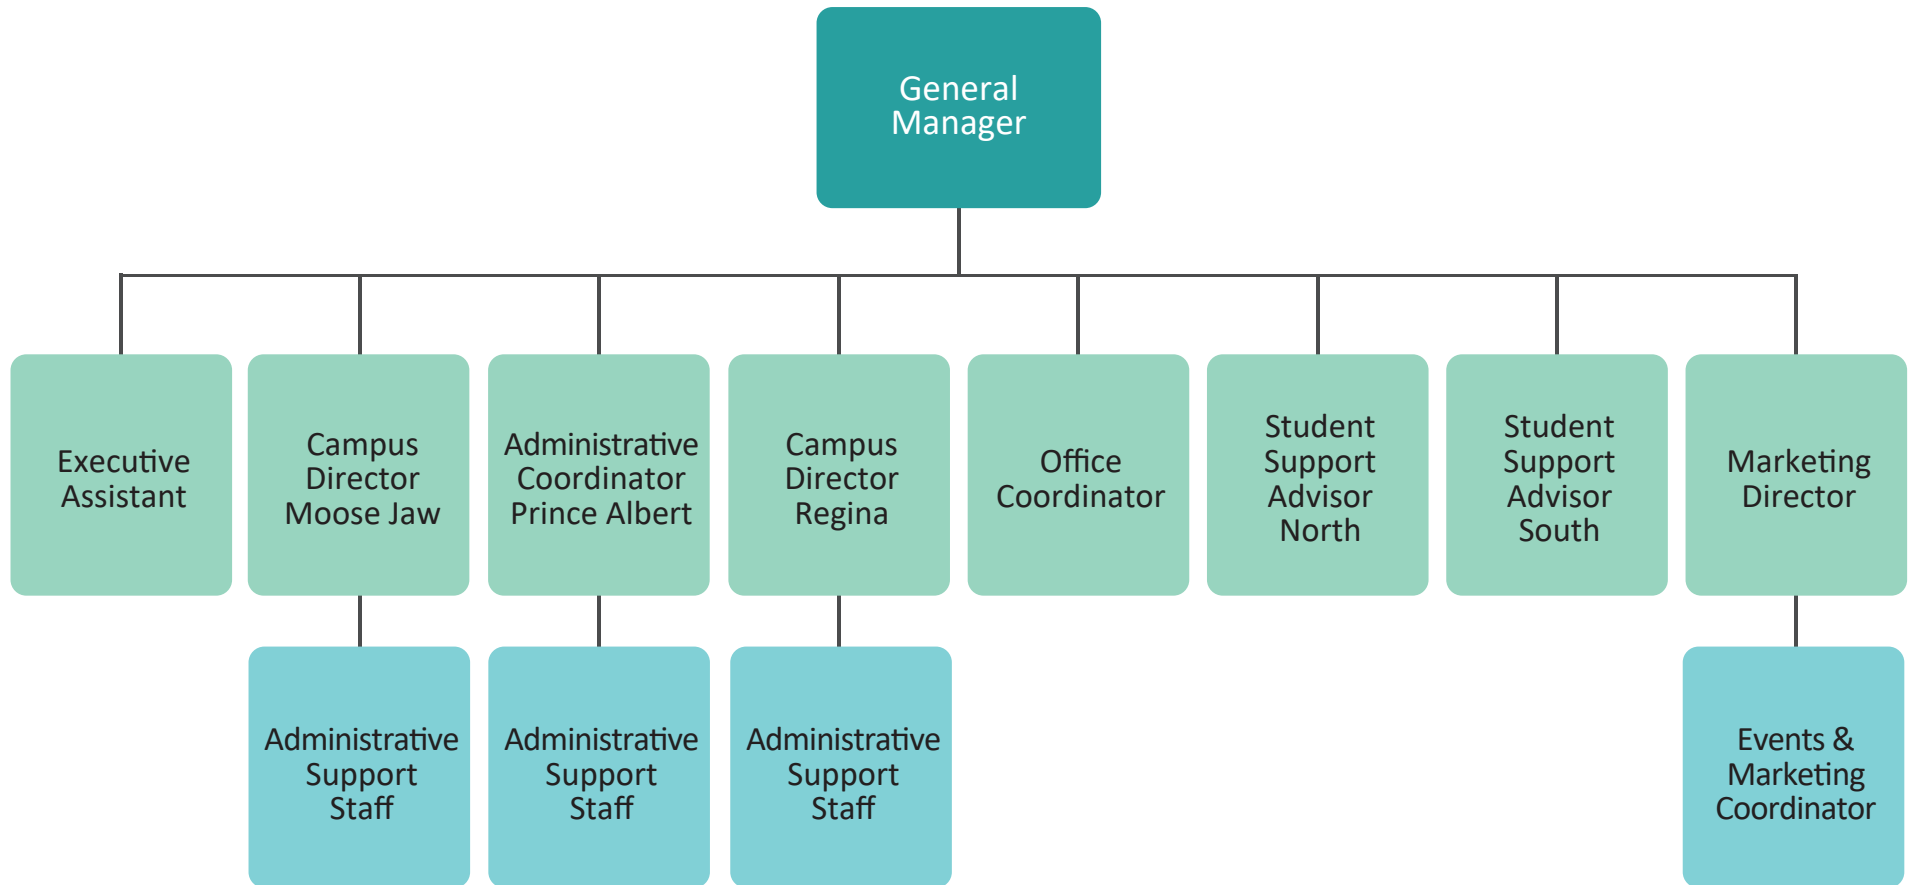 General
Manager
Executive
Assistant
Campus
Director
Moose Jaw
Administrative
Coordinator
Prince Albert
Campus
Director
Regina
Office
Coordinator
Student
Support
Advisor
North
Student
Support
Advisor
South
Marketing
Director
Administrative
Support
Staff
Administrative
Support
Staff
Administrative
Support
Staff
Events &
Marketing
Coordinator